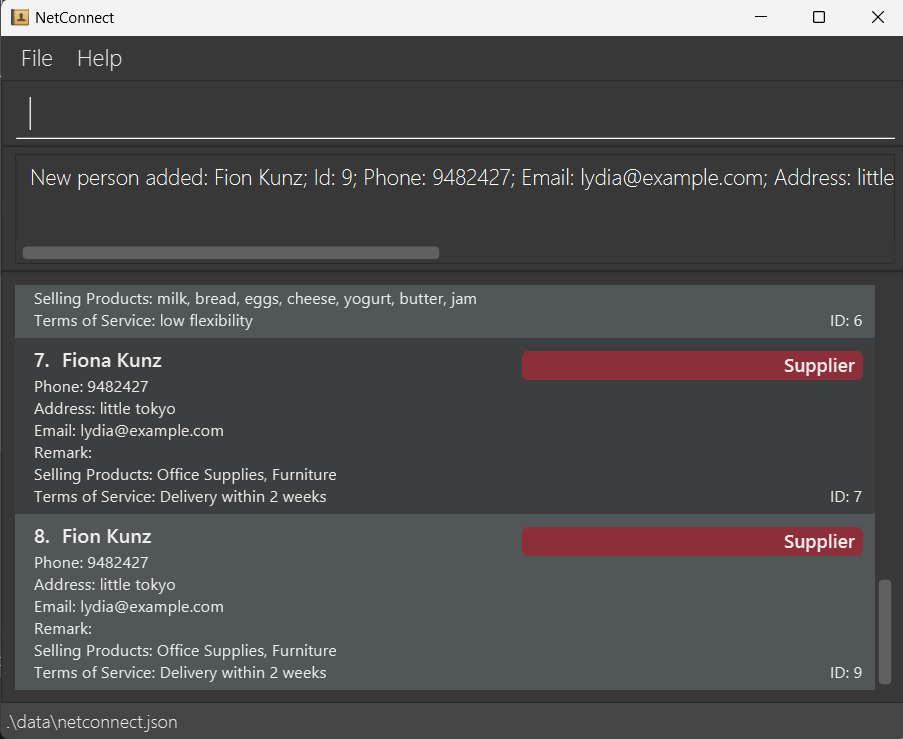 NetConnect
File Help
New person added: Fion Kunz; Id: 9; Phone: 9482427; Email: lydia@example.com; Address: little
Selling Products: milk, bread, eggs, cheese, yogurt, butter, jam
Terms of Service: low flexibility ID: 6
7. Fiona Kunz Supplier
Phone: 9482427
Address: little tokyo
Email: lydia@example.com
Remark:
Selling Products: Office Supplies, Furniture
Terms of Service: Delivery within 2 weeks ID: 7
8. Fion Kunz Supplier
Phone: 9482427
Address: little tokyo
Email: lydia@example.com
Remark:
Selling Products: Office Supplies, Furniture
Terms of Service: Delivery within 2 weeks ID: 9
.\data\netconnect.json